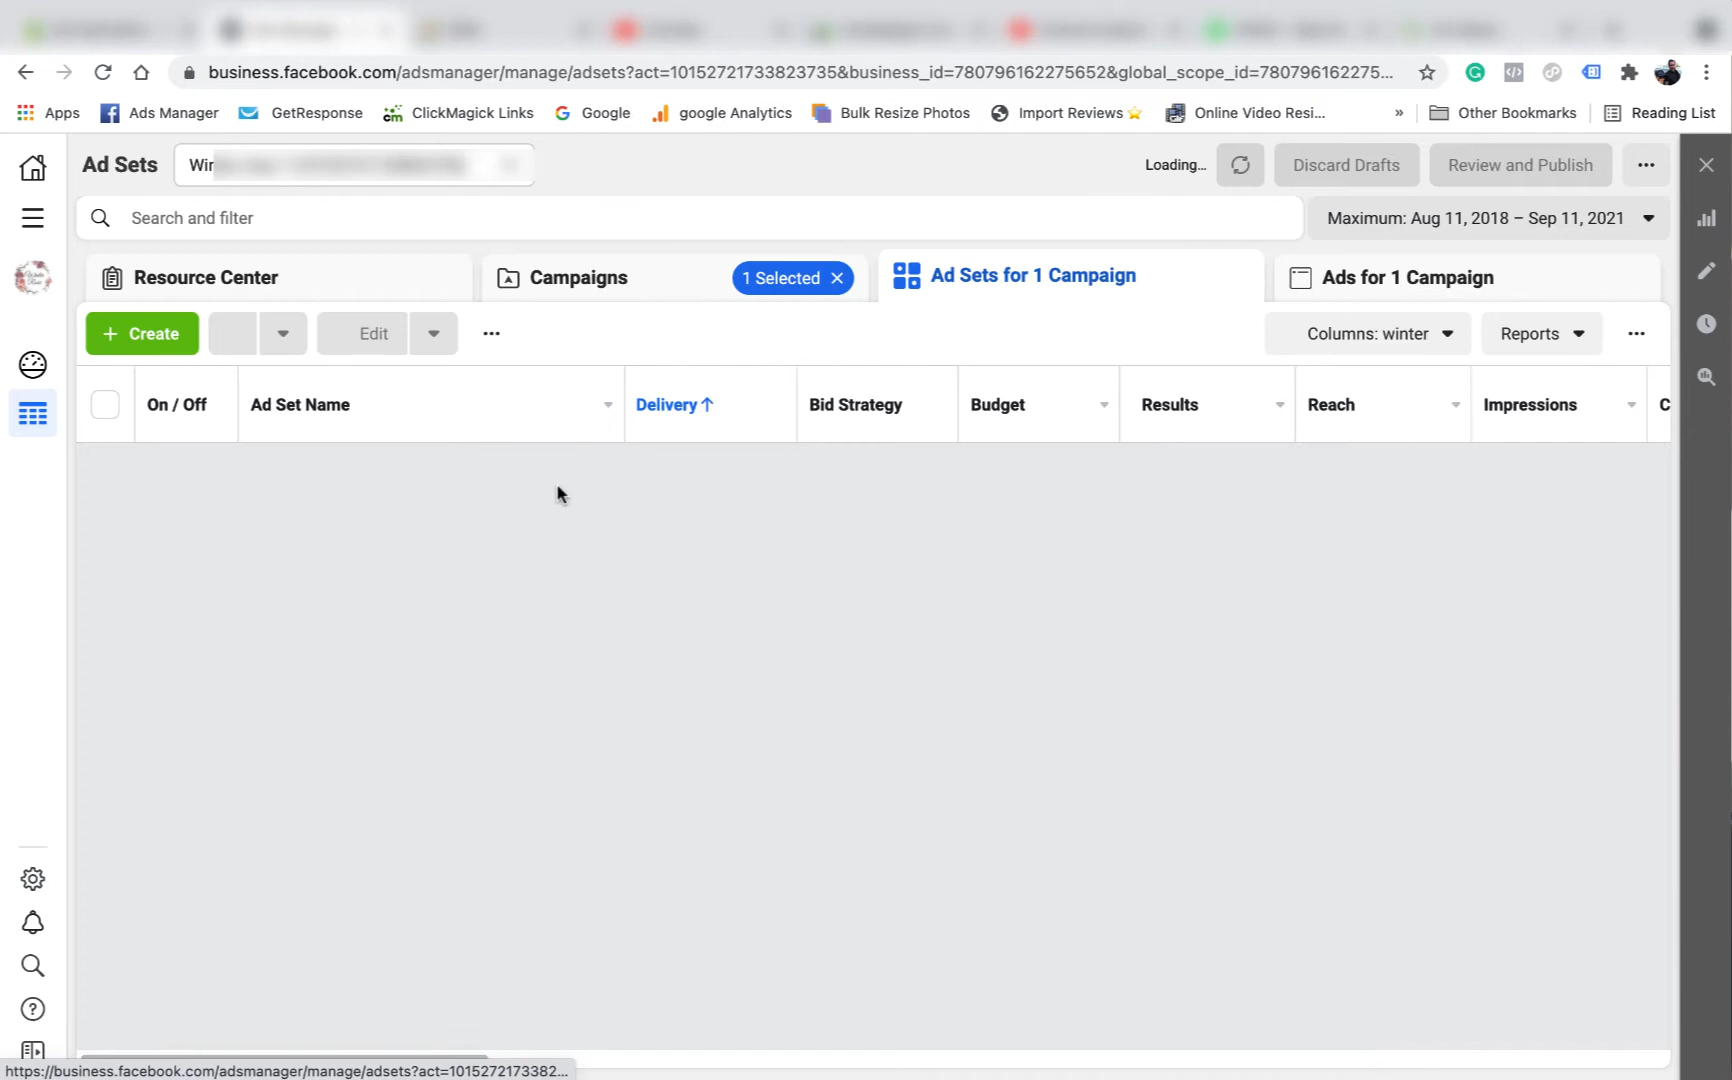 business.facebook.com/adsmanager/manage/adsets?act=10152721733823735&business_id=780796162275652&global_scope_id=780796162275...
Apps Ads Manager GetResponse ClickMagick Links Google google Analytics Bulk Resize Photos Import Reviews Online Video Resi... » Other Bookmarks Reading List
Ad Sets Loading... Discard Drafts Review and Publish
Search and filter Maximum: Aug 11, 2018 – Sep 11, 2021
Resource Center Campaigns 1 Selected Ad Sets for 1 Campaign Ads for 1 Campaign
+ Create Edit Columns: winter Reports
On / Off Ad Set Name Delivery↑ Bid Strategy Budget Results Reach Impressions C
https://business.facebook.com/adsmanager/manage/adsets?act=1015272173382...